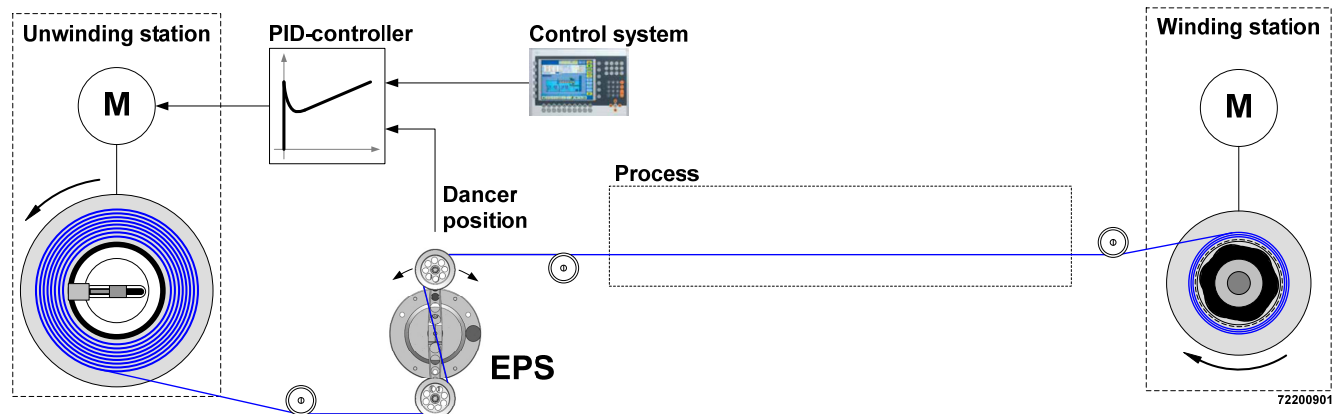 Unwinding station
PID-controller
Control system
Winding station
M
M
Process
Dancer
position
EPS
72200901